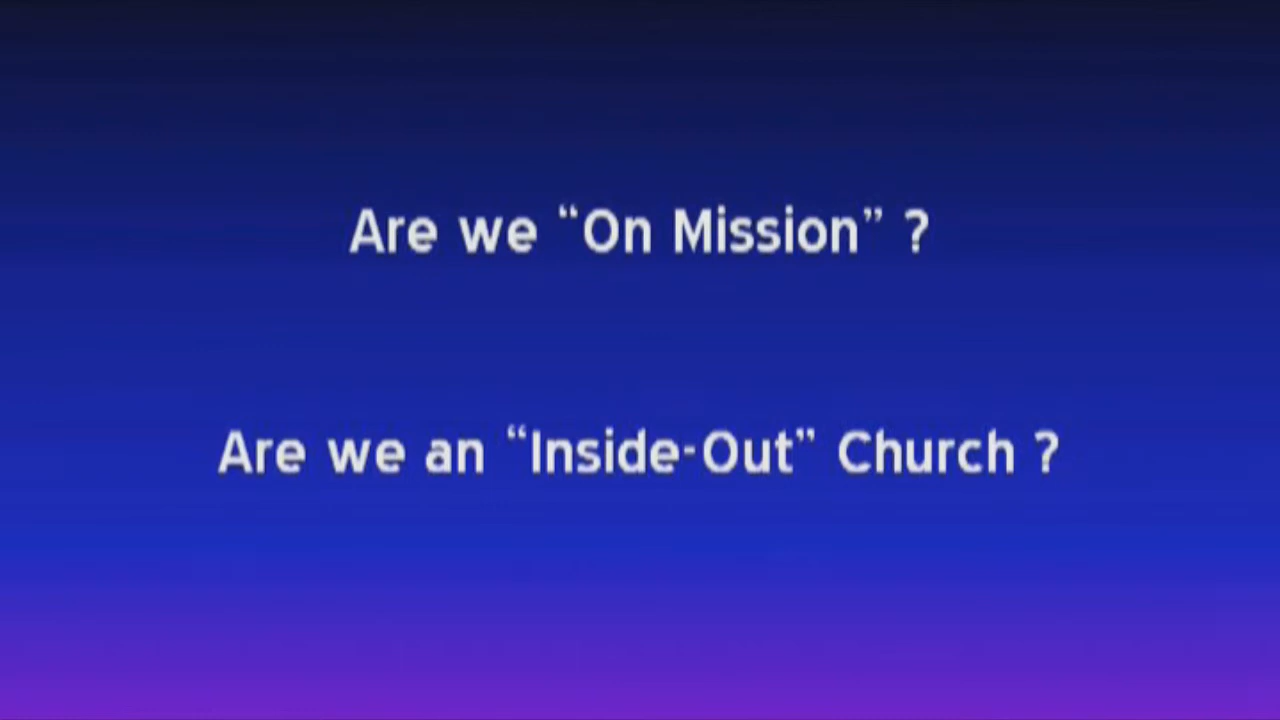 Are we “On Mission” ?
Are we an “Inside-Out” Church ?